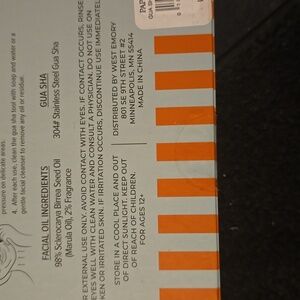 pressure on delicate areas.
4. After each use, clean the gua sha tool with soap and water or a
gentle facial cleanser to remove any oil or residue.
FACIAL OIL INGREDIENTS
98% Sclerocarya Birrea Seed Oil
(Marula Oil), 2% Fragrance
GUA SHA
304# Stainless Steel Gua Sha
R EXTERNAL USE ONLY. AVOID CONTACT WITH EYES. IF CONTACT OCCURS, RINSE
EYES WELL WITH CLEAN WATER AND CONSULT A PHYSICIAN. DO NOT USE ON
KEN OR IRRITATED SKIN. IF IRRITATION OCCURS, DISCONTINUE USE IMMEDIATELY
STORE IN A COOL PLACE AND OUT
OF DIRECT SUNLIGHT. KEEP OUT
OF REACH OF CHILDREN.
FOR AGES 12+
DISTRIBUTED BY WEST EMORY
801 SE 9TH STREET #2
MINNEAPOLIS, MN 55414
MADE IN CHINA
GUA SH